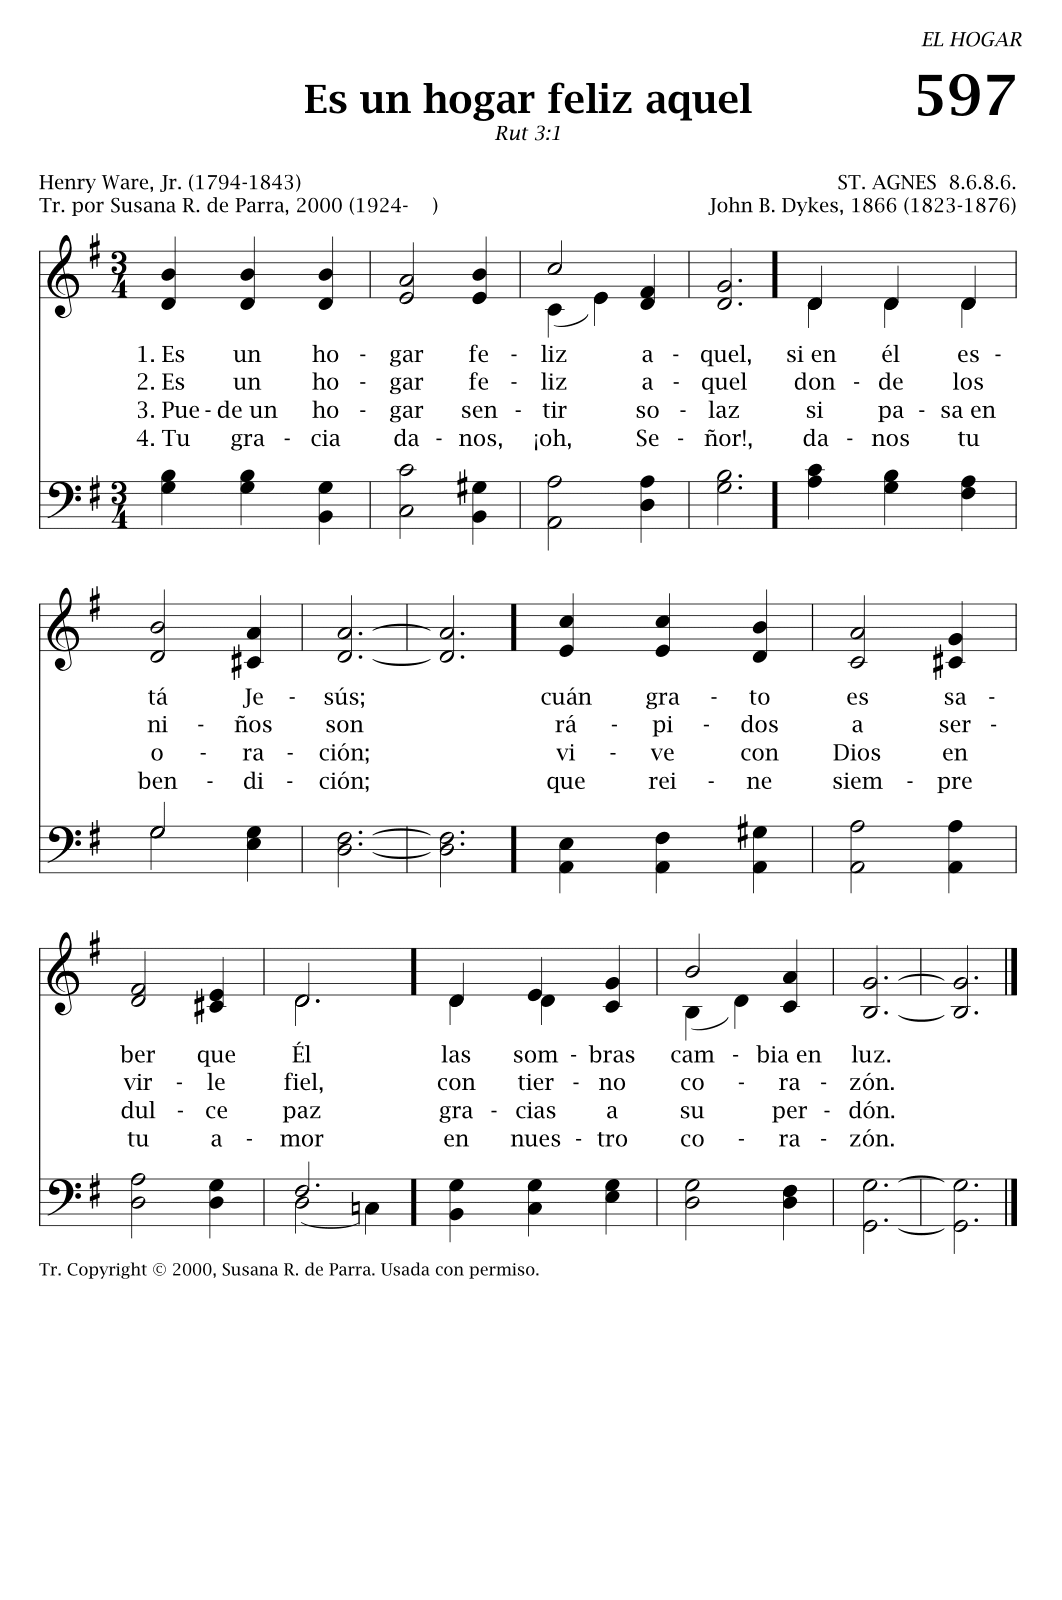 EL HOGAR
Es un hogar feliz aquel 597
Rut 3:1
Henry Ware, Jr. (1794-1843) ST. AGNES 8.6.8.6.
Tr. por Susana R. de Parra, 2000 (1924- ) John B. Dykes, 1866 (1823-1876)
3 4
1. Es un ho - gar fe - liz a - quel, si en él es -
2. Es un ho - gar fe - liz a - quel don - de los
3. Pue - de un ho - gar sen - tir so - laz si pa - sa en
4. Tu gra - cia da - nos, ¡oh, Se - ñor!, da - nos tu
3 4
tá Je - sús; cuán gra - to es sa -
ni - ños son rá - pi - dos a ser -
o - ra - ción; vi - ve con Dios en
ben - di - ción; que rei - ne siem - pre
ber que Él las som - bras cam - bia en luz.
vir - le fiel, con tier - no co - ra - zón.
dul - ce paz gra - cias a su per - dón.
tu a - mor en nues - tro co - ra - zón.
Tr. Copyright © 2000, Susana R. de Parra. Usada con permiso.